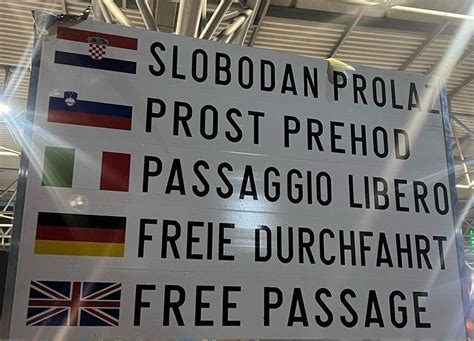 SLOBODAN PROLAZ
PROST PREHOD
PASSAGGIO LIBERO
FREIE DURCHFAHRT
FREE PASSAGE